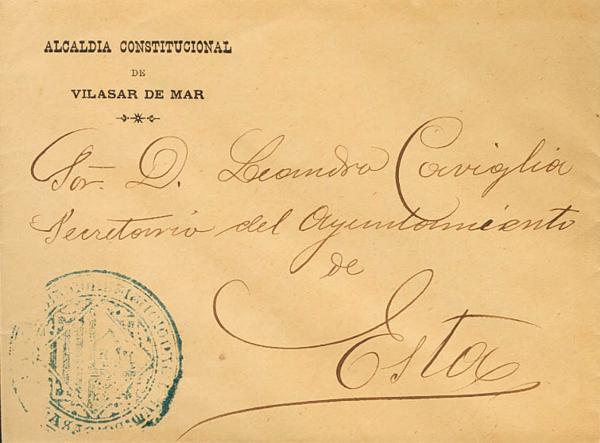 ALCALDIA CONSTITUCIONAL
DE
VILASAR DE MAR
Sor. D. Leandro Caviglia
Secretario del Ayuntamiento
de
Esta